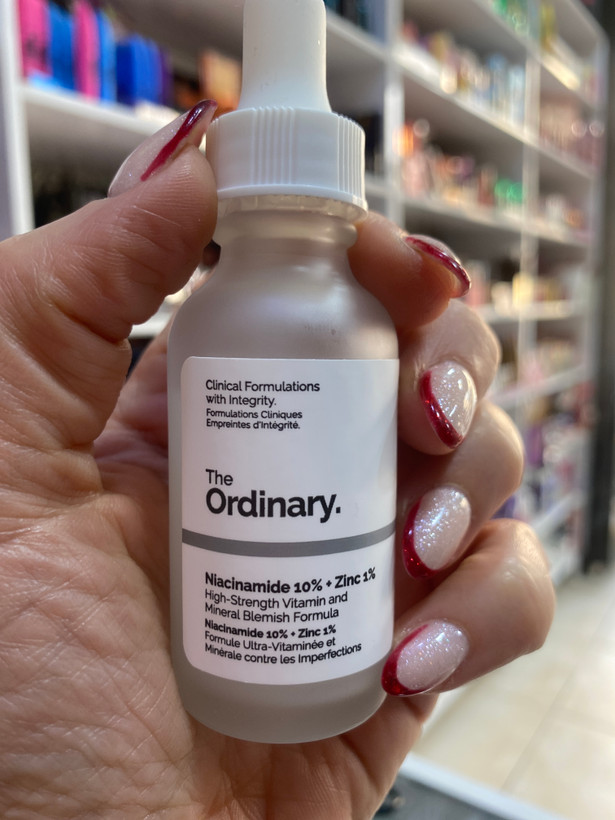 Clinical Formulations
with Integrity.
Formulations Cliniques
Empreintes d'Intégrité.
The
Ordinary.
Niacinamide 10% + Zinc 1%
High-Strength Vitamin and
Mineral Blemish Formula
Niacinamide 10% + Zinc 1%
Formule Ultra-Vitaminée et
Minérale contre les Imperfections